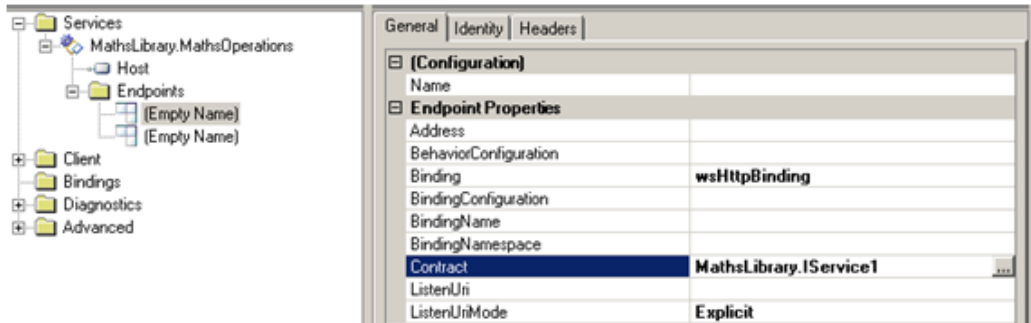 Services
MathsLibrary.MathsOperations
Host
Endpoints
(Empty Name)
(Empty Name)
Client
Bindings
Diagnostics
Advanced
General Identity Headers
(Configuration)
Name
Endpoint Properties
Address
BehaviorConfiguration
Binding wsHttpBinding
BindingConfiguration
BindingName
BindingNamespace
Contract MathsLibrary.IService1 ...
ListenUri
ListenUriMode Explicit